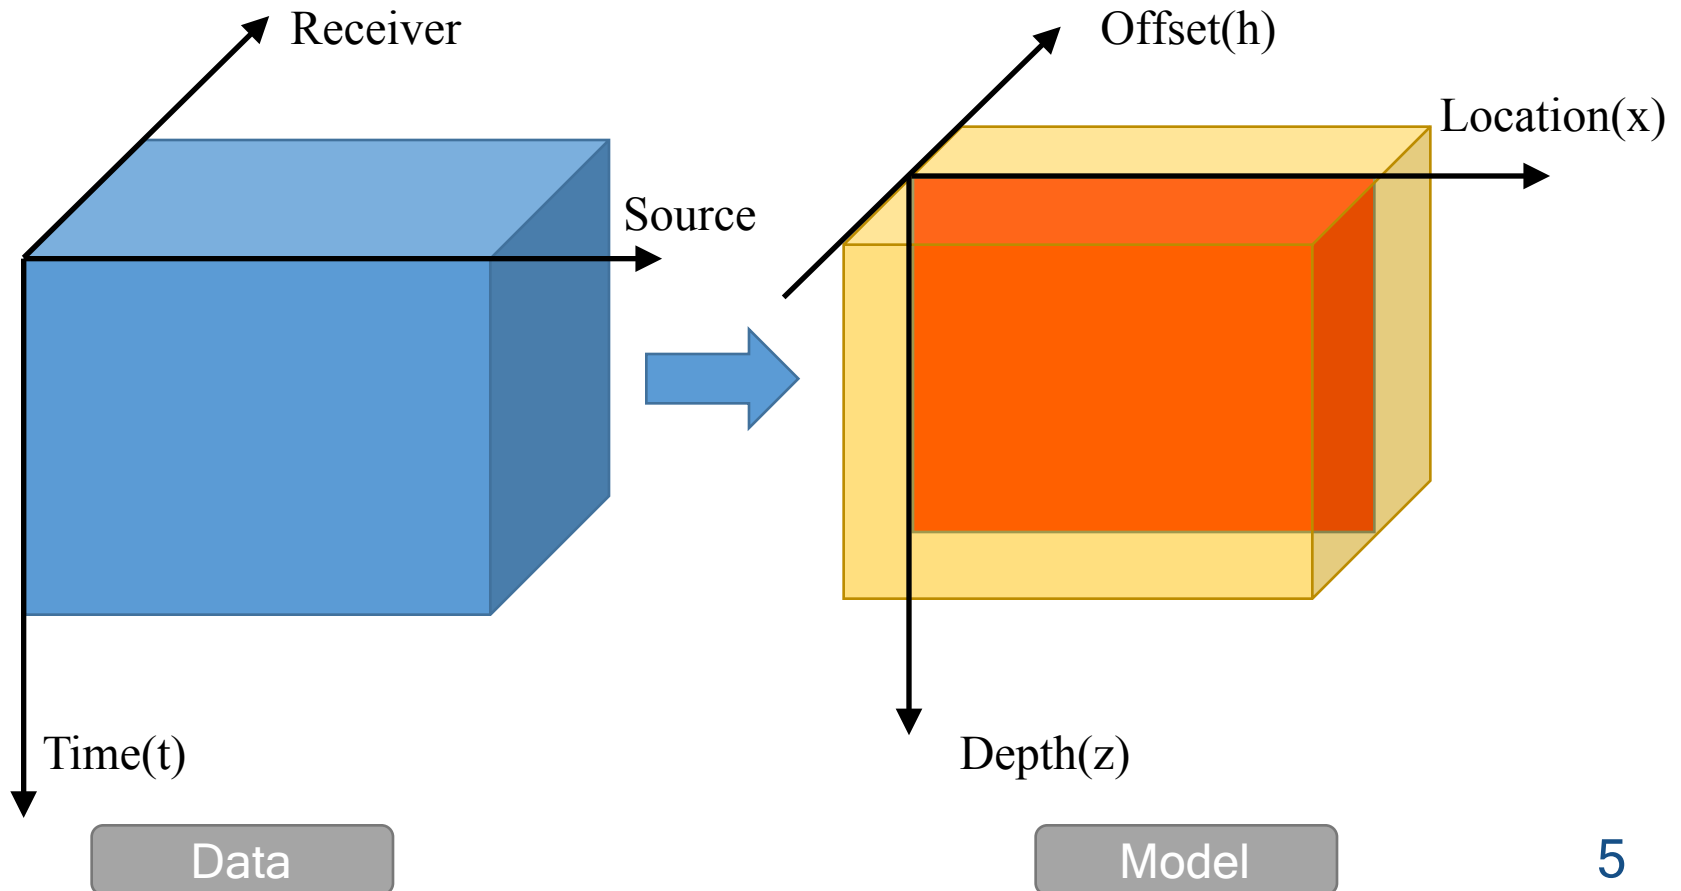 Receiver
Offset(h)
Location(x)
Source
Time(t)
Depth(z)
Data
Model
5